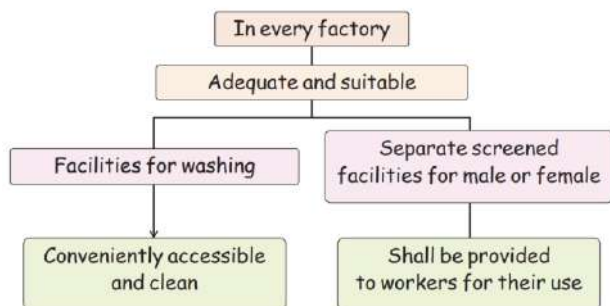 In every factory
Adequate and suitable
Facilities for washing
Separate screened
facilities for male or female
Conveniently accessible
and clean
Shall be provided
to workers for their use